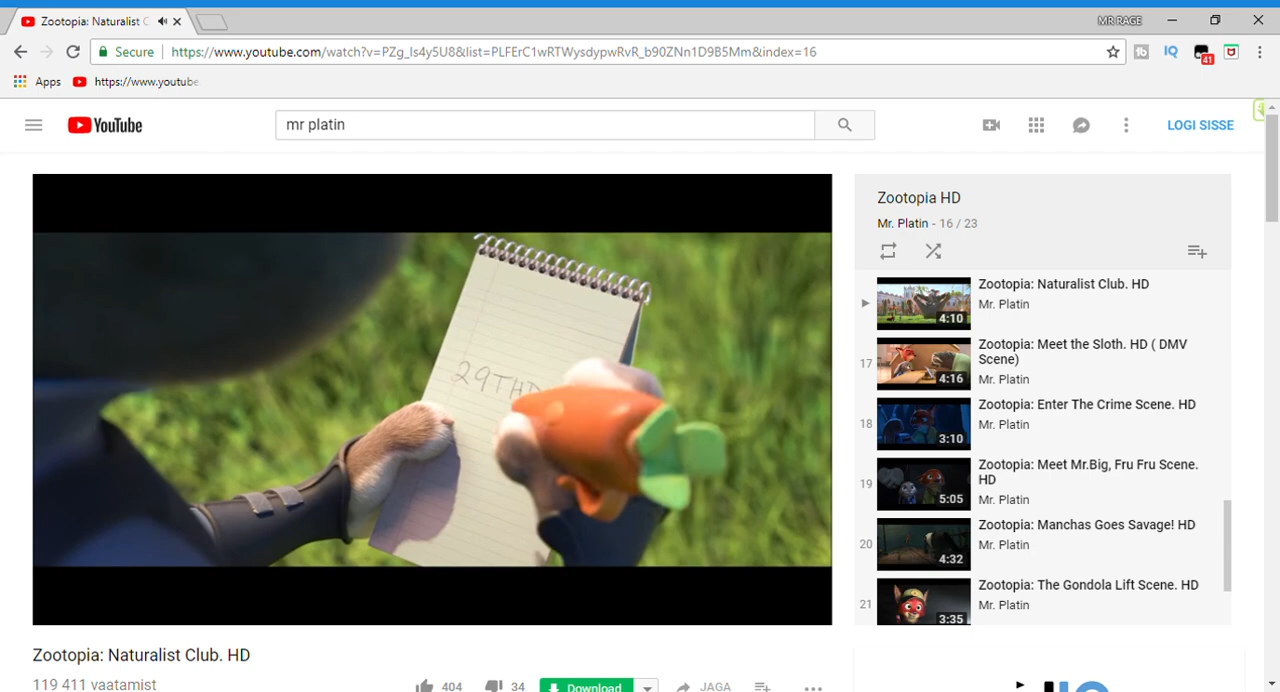 Zootopia: Naturalist C
MR RAGE
Secure
https://www.youtube.com/watch?v=PZg_ls4y5U8&list=PLFErC1wRTWysdypwRvR_b90ZNn1D9B5Mm&index=16
IQ
41
Apps
https://www.youtube
YouTube
mr platin
LOGI SISSE
29TH
Zootopia HD
Mr. Platin - 16 / 23
Zootopia: Naturalist Club. HD
Mr. Platin
4:10
17
Zootopia: Meet the Sloth. HD ( DMV
Scene)
Mr. Platin
4:16
18
Zootopia: Enter The Crime Scene. HD
Mr. Platin
3:10
19
Zootopia: Meet Mr.Big, Fru Fru Scene.
HD
Mr. Platin
5:05
20
Zootopia: Manchas Goes Savage! HD
Mr. Platin
4:32
21
Zootopia: The Gondola Lift Scene. HD
Mr. Platin
3:35
Zootopia: Naturalist Club. HD
119 411 vaatamist
404
34
Download
JAGA